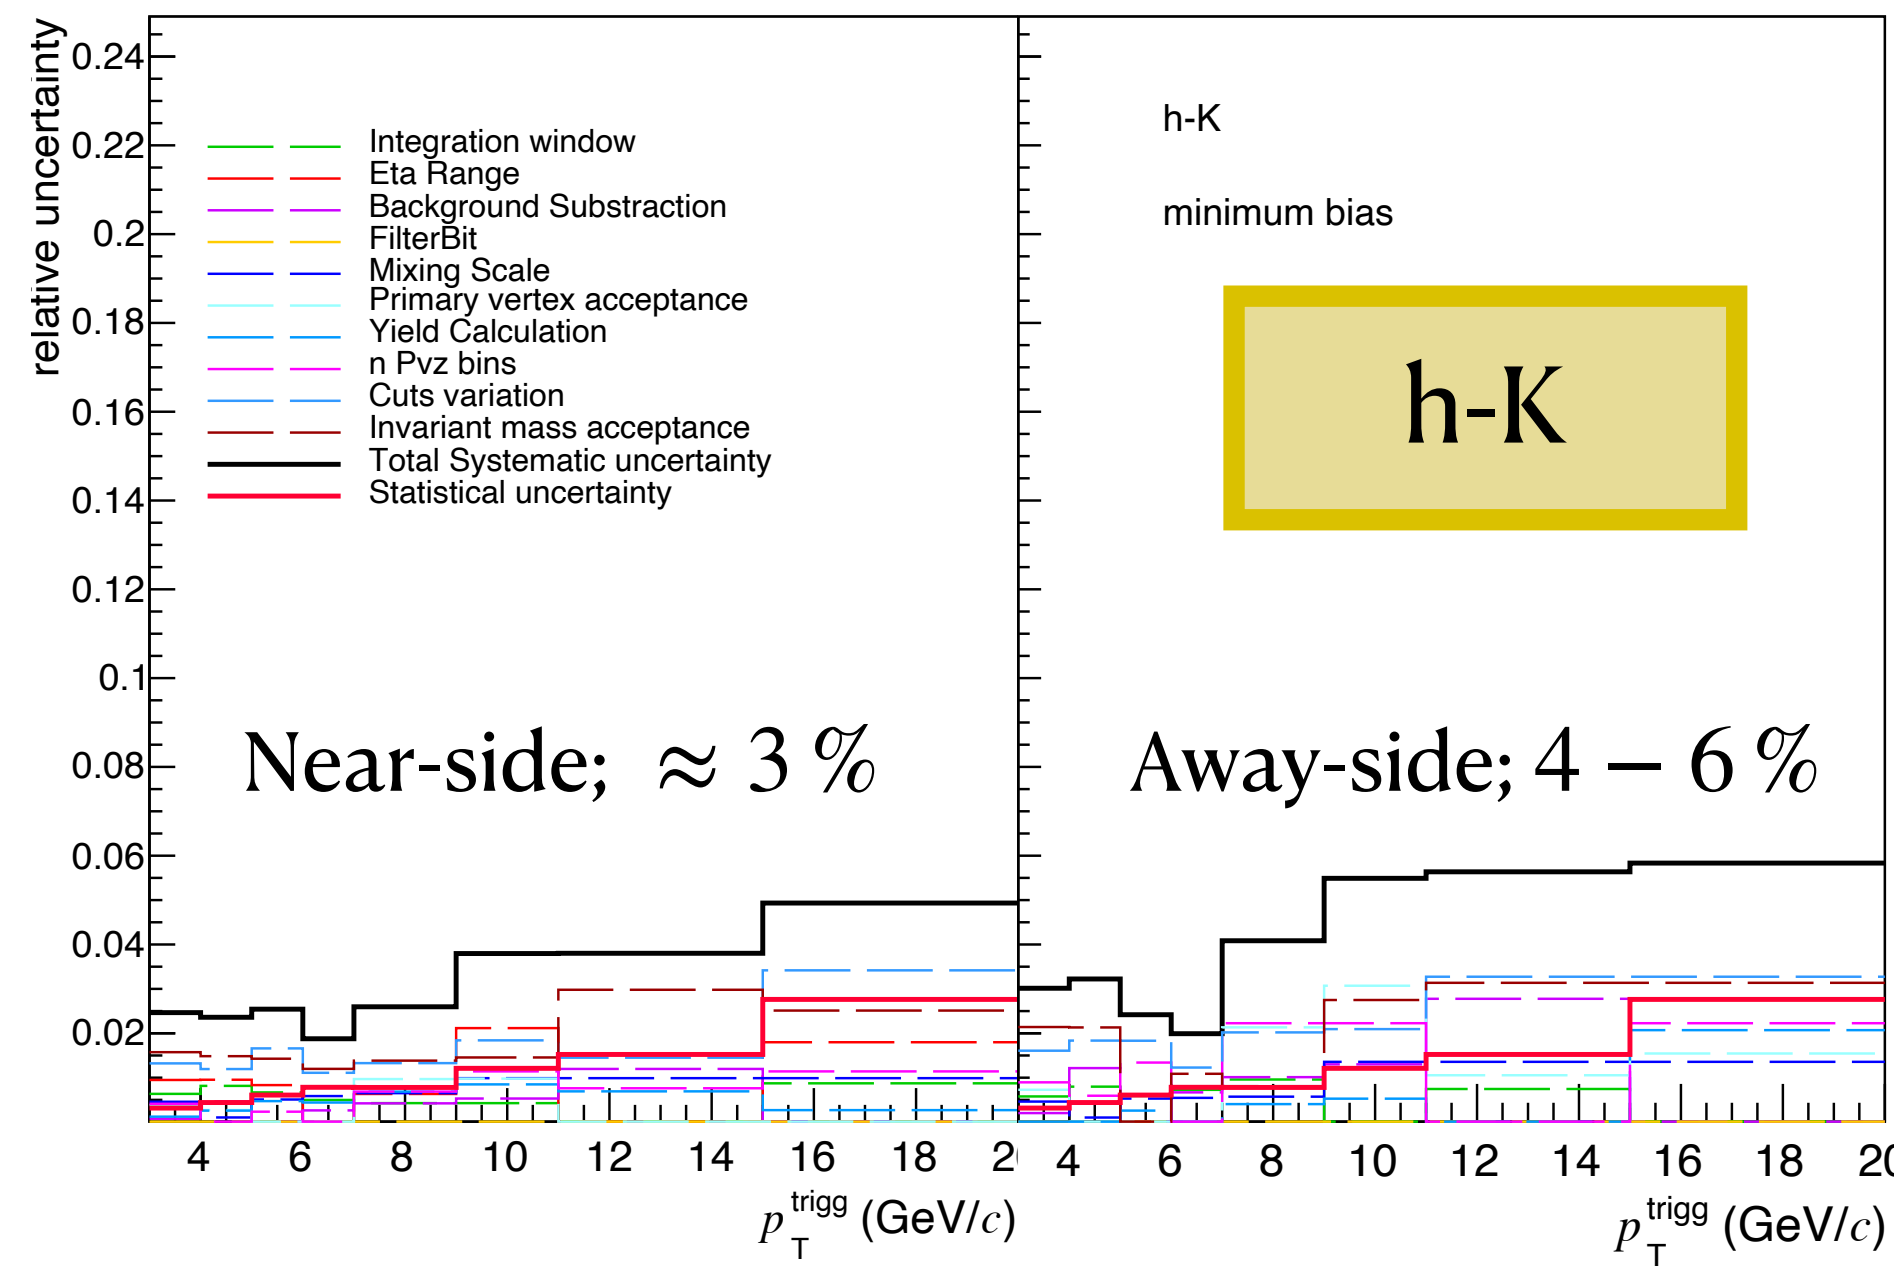 relative uncertainty
0.24
0.22
0.2
0.18
0.16
0.14
0.12
0.1
0.08
0.06
0.04
0.02
Integration window
Eta Range
Background Substraction
FilterBit
Mixing Scale
Primary vertex acceptance
Yield Calculation
n Pvz bins
Cuts variation
Invariant mass acceptance
Total Systematic uncertainty
Statistical uncertainty
Near-side; ≈ 3 %
4 6 8 10 12 14 16 18 20
p_T^trigg (GeV/c)
h-K
minimum bias
h-K
Away-side; 4 − 6 %
4 6 8 10 12 14 16 18 20
p_T^trigg (GeV/c)